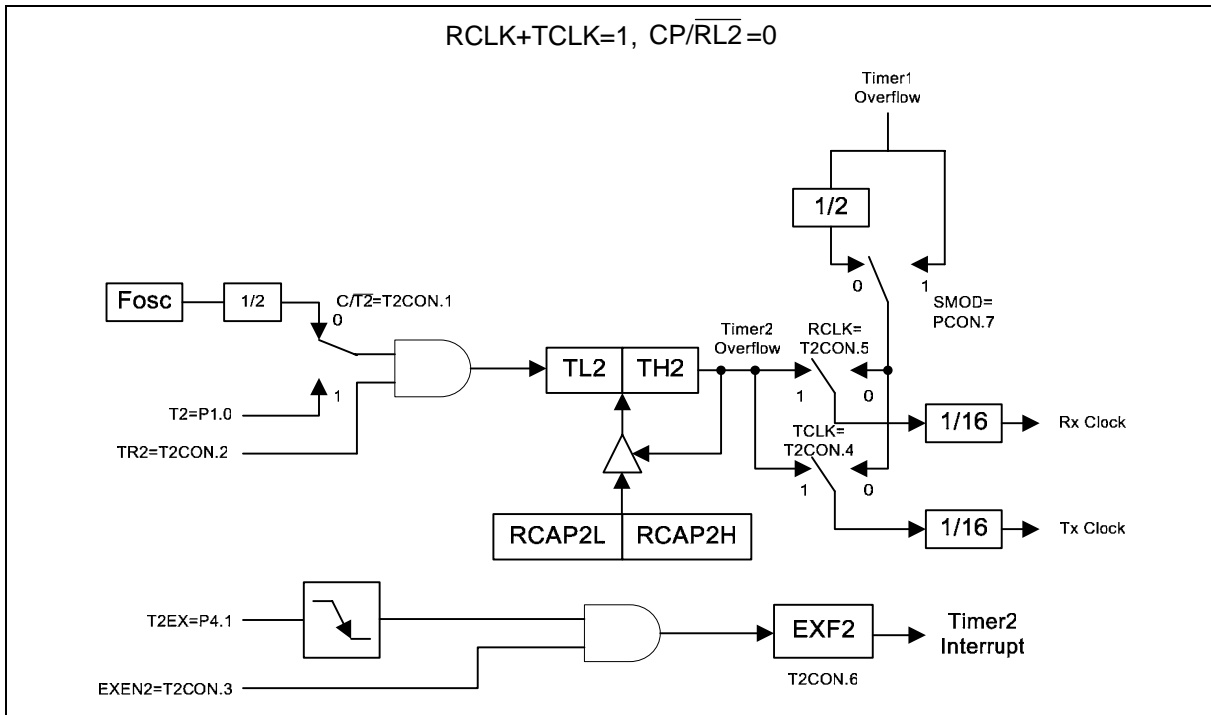 RCLK+TCLK=1, CP/RL2=0
Timer1
Overflow
1/2
0
1
SMOD=
PCON.7
Fosc
1/2
C/T2=T2CON.1
0
1
T2=P1.0
TR2=T2CON.2
TL2
TH2
Timer2
Overflow
RCLK=
T2CON.5
1
0
1/16
Rx Clock
TCLK=
T2CON.4
1
0
1/16
Tx Clock
RCAP2L
RCAP2H
T2EX=P4.1
EXEN2=T2CON.3
EXF2
T2CON.6
Timer2
Interrupt